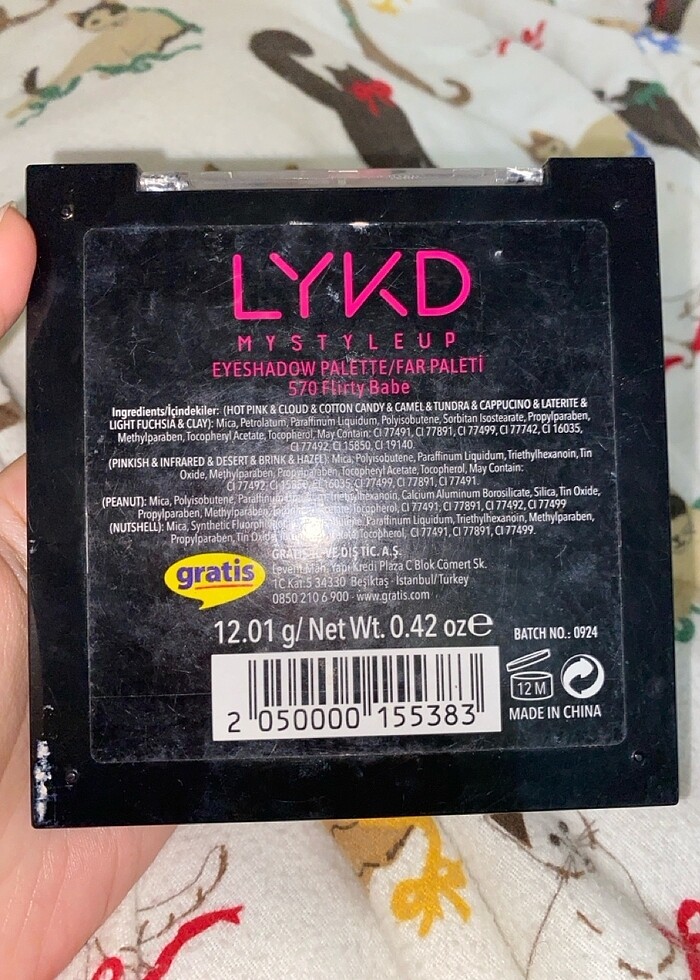 LYKD
MYSTYLEUP
EYESHADOW PALETTE/FAR PALETİ
570 Flirty Babe
Ingredients/İçindekiler: (HOT PINK & CLOUD & COTTON CANDY & CAMEL & TUNDRA & CAPPUCINO & LATERITE &
LIGHT FUCHSIA & CLAY): Mica, Petrolatum, Paraffinum Liquidum, Polyisobutene, Sorbitan Isostearate, Propylparaben,
Methylparaben, Tocopheryl Acetate, Tocopherol, May Contain: CI 77491, CI 77891, CI 77499, CI 77742, CI 16035,
CI 77492, CI 15850, CI 19140.
(PINKISH & INFRARED & DESERT & BRINK & HAZEL): Mica, Polyisobutene, Paraffinum Liquidum, Triethylhexanoin, Tin
Oxide, Methylparaben, Propylparaben, Tocopheryl Acetate, Tocopherol, May Contain:
CI 77492, CI 15850, CI 16035, CI 77499, CI 77891, CI 77491.
(PEANUT): Mica, Polyisobutene, Paraffinum Triethylhexanoin, Calcium Aluminum Borosilicate, Silica, Tin Oxide,
Propylparaben, Methylparaben, Tocopherol, CI 77491, CI 77891, CI 77492, CI 77499
(NUTSHELL): Mica, Synthetic Paraffinum Liquidum, Triethylhexanoin, Methylparaben,
Propylparaben, Tin Tocopherol, CI 77491, CI 77891, CI 77499.
GRATİS İÇ VE DIŞ TİC. A.Ş.
gratis
Levent Mah. Yapı Kredi Plaza C Blok Cömert Sk.
1C Kat:5 34330 Beşiktaş - İstanbul/Turkey
0850 210 6 900 - www.gratis.com
12.01 g/ Net Wt. 0.42 oz e
BATCH NO.: 0924
12 M
MADE IN CHINA
2 050000 155383